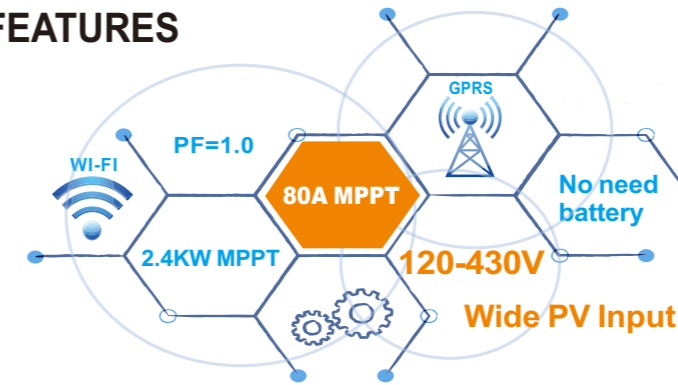 FEATURES
GPRS
PF=1.0
WI-FI
80A MPPT
No need
battery
2.4KW MPPT
120-430V
Wide PV Input